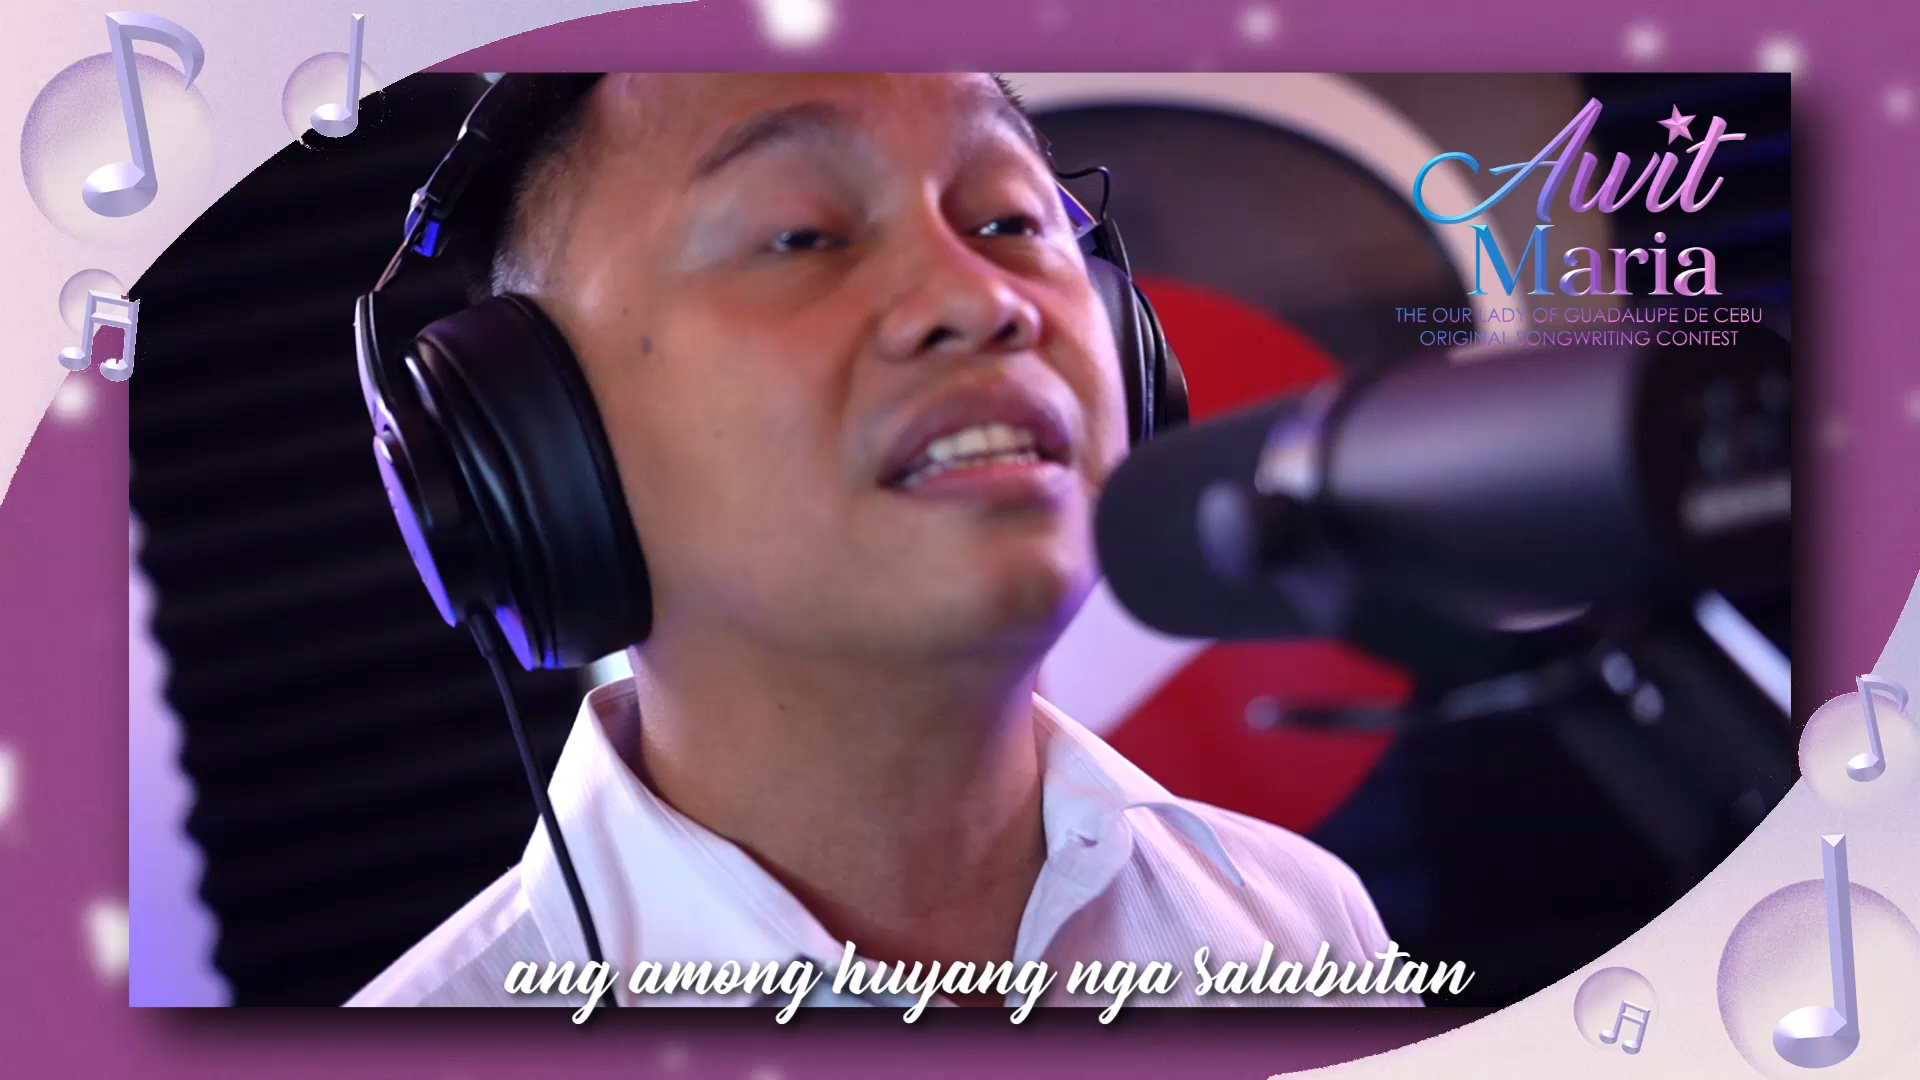 Awit
Maria
THE OUR LADY OF GUADALUPE DE CEBU
ORIGINAL SONGWRITING CONTEST
ang among huyang nga salabutan